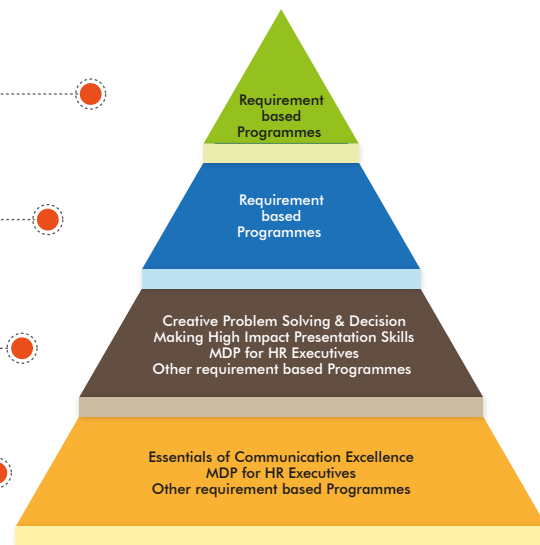 Requirement
based
Programmes
Requirement
based
Programmes
Creative Problem Solving & Decision
Making High Impact Presentation Skills
MDP for HR Executives
Other requirement based Programmes
Essentials of Communication Excellence
MDP for HR Executives
Other requirement based Programmes